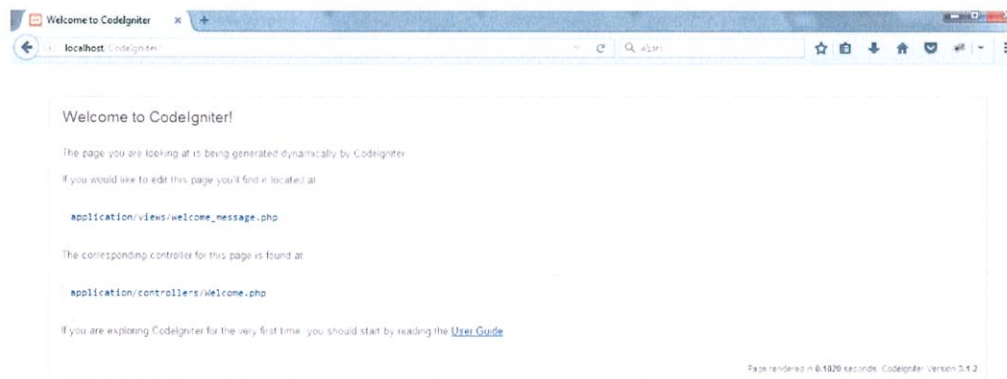 Welcome to CodeIgniter
localhost/CodeIgniter/
Welcome to CodeIgniter!
The page you are looking at is being generated dynamically by CodeIgniter
If you would like to edit this page you'll find it located at
application/views/welcome_message.php
The corresponding controller for this page is found at
application/controllers/Welcome.php
If you are exploring CodeIgniter for the very first time, you should start by reading the User Guide
Page rendered in 0.1020 seconds. CodeIgniter Version 3.1.2